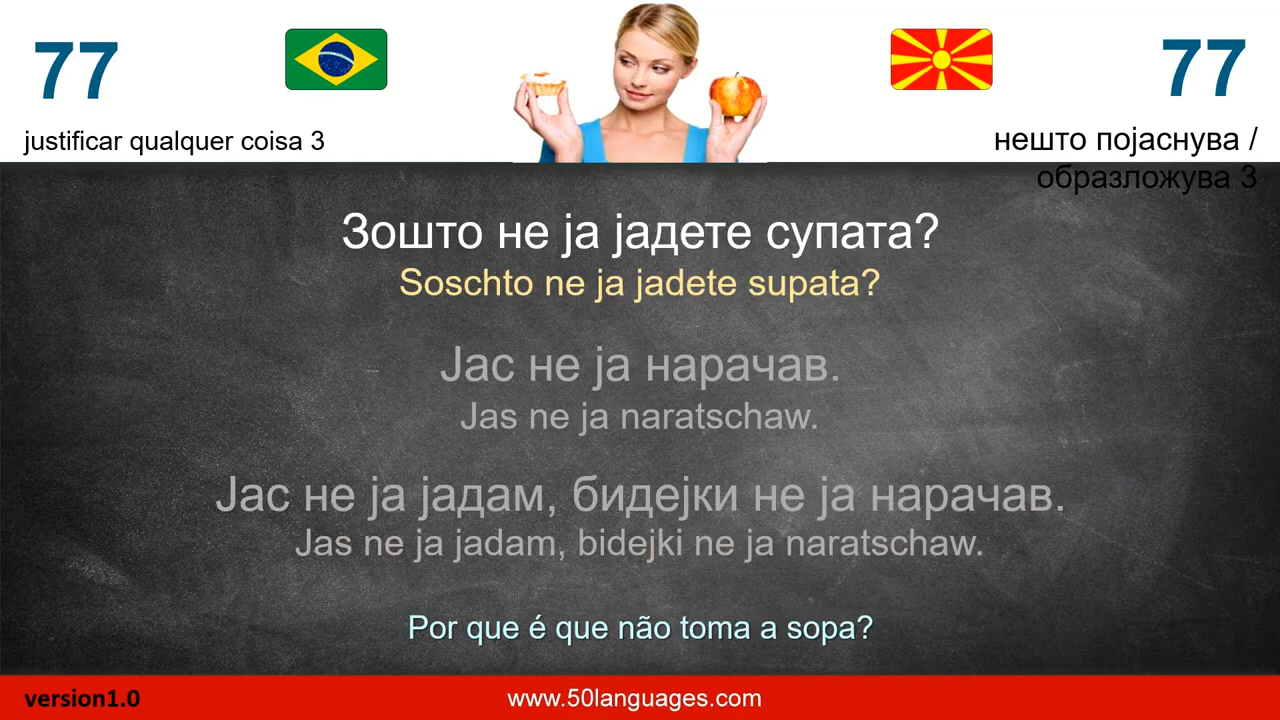 77
77
justificar qualquer coisa 3
нешто појаснува /
образложува 3
Зошто не ја јадете супата?
Soschto ne ja jadete supata?
Јас не ја нарачав.
Jas ne ja naratschaw.
Јас не ја јадам, бидејки не ја нарачав.
Jas ne ja jadam, bidejki ne ja naratschaw.
Por que é que não toma a sopa?
version1.0
www.50languages.com